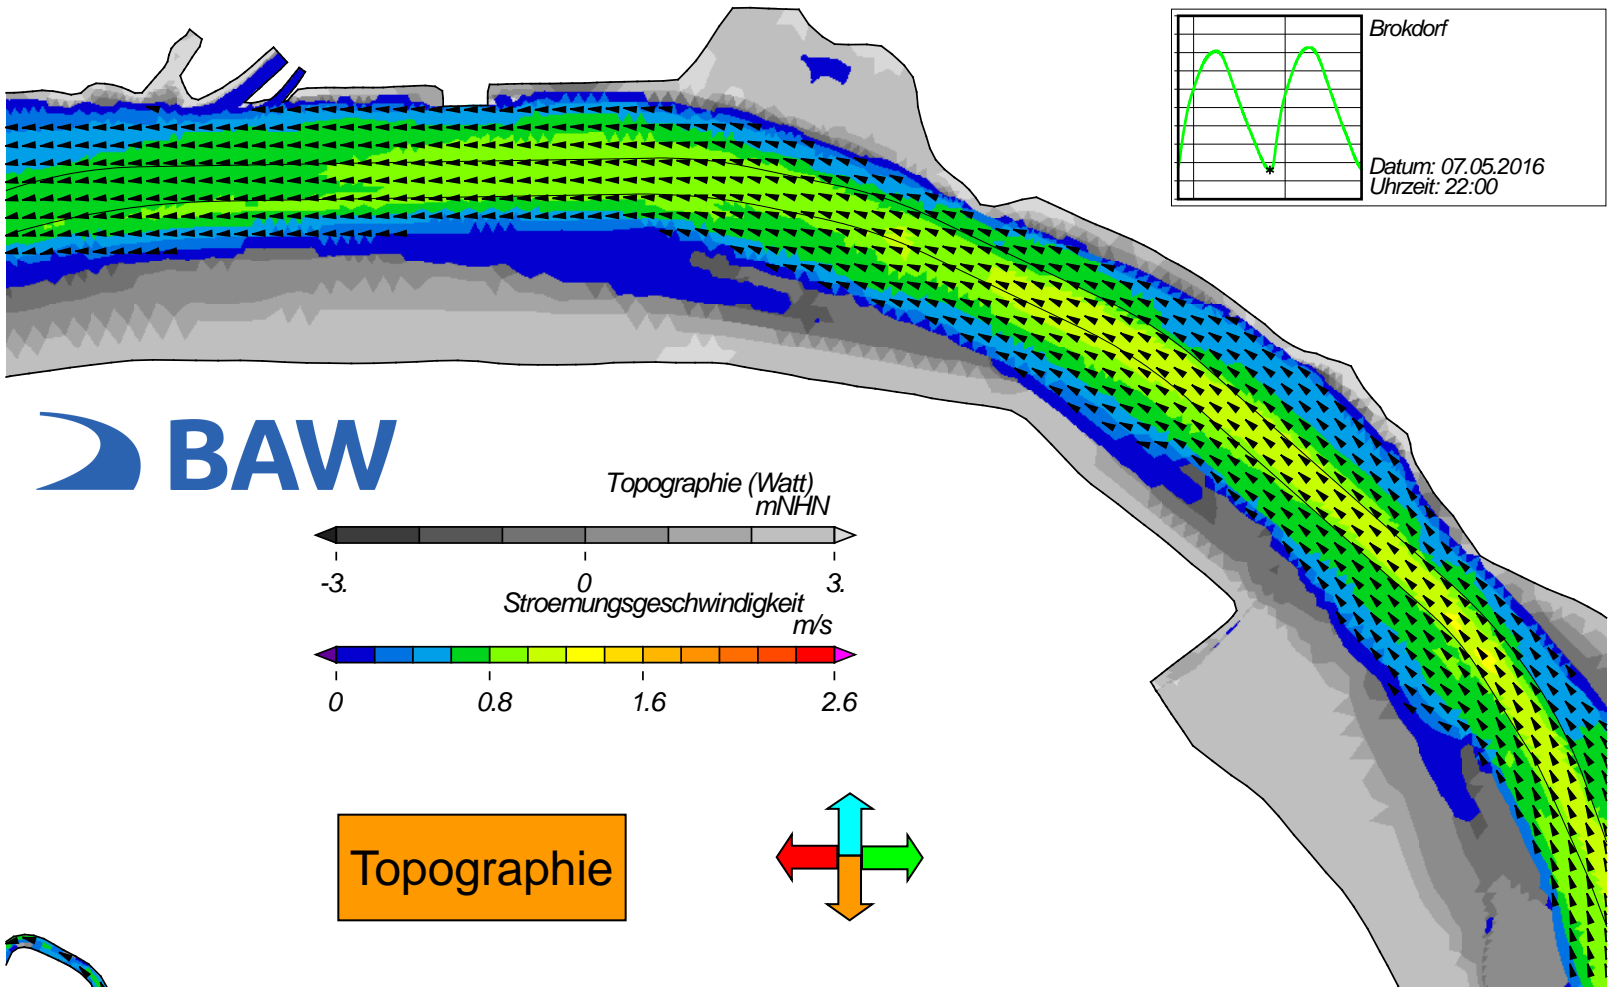 Brokdorf
Datum: 07.05.2016
Uhrzeit: 22:00
BAW
Topographie (Watt)
mNHN
-3. 0 3.
Stroemungsgeschwindigkeit
m/s
0 0.8 1.6 2.6
Topographie